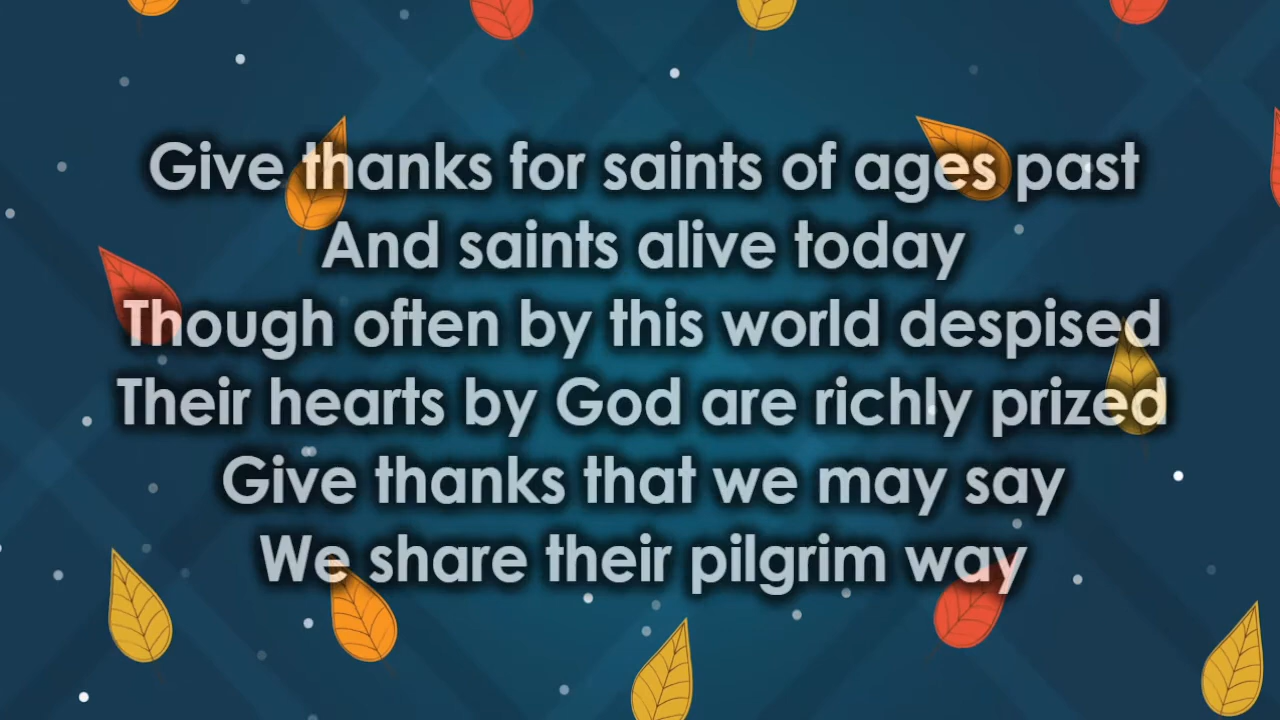 Give thanks for saints of ages past
And saints alive today
Though often by this world despised
Their hearts by God are richly prized
Give thanks that we may say
We share their pilgrim way